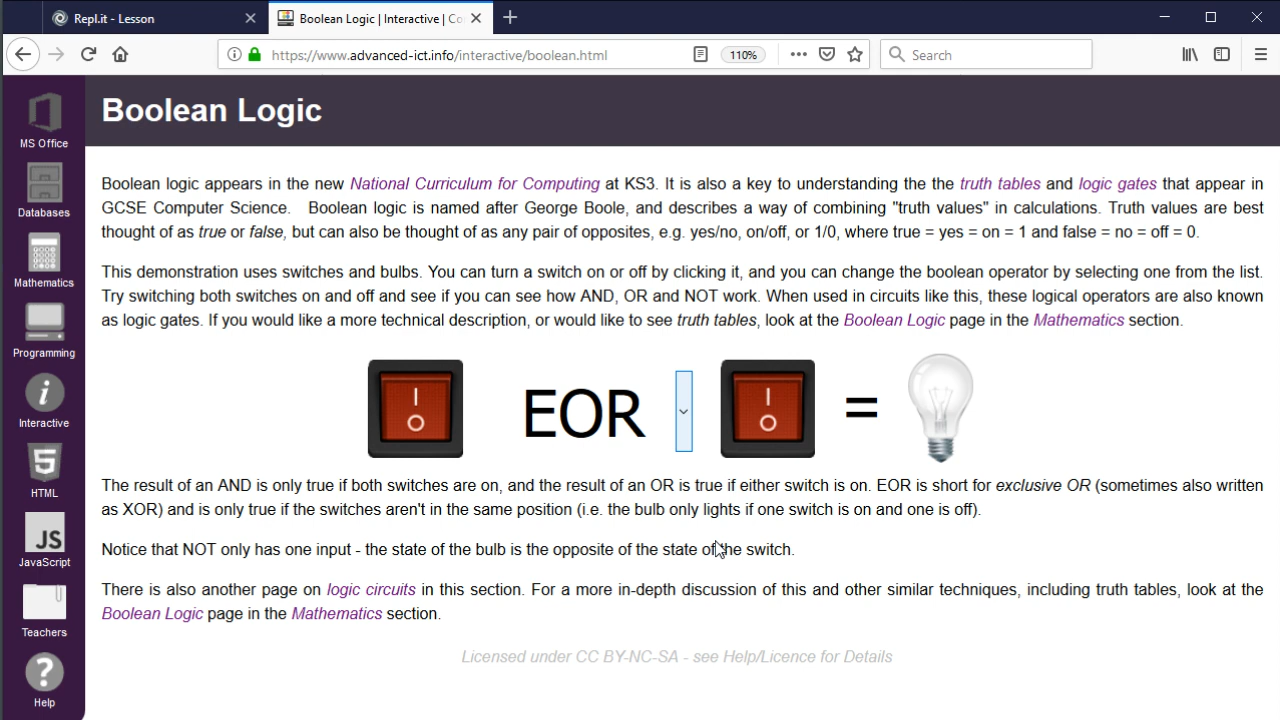 Repl.it - Lesson
Boolean Logic | Interactive | Co
https://www.advanced-ict.info/interactive/boolean.html
110%
Search
Boolean Logic
MS Office
Databases
Mathematics
Programming
Interactive
HTML
JS
JavaScript
Teachers
Help
Boolean logic appears in the new National Curriculum for Computing at KS3. It is also a key to understanding the the truth tables and logic gates that appear in
GCSE Computer Science. Boolean logic is named after George Boole, and describes a way of combining "truth values" in calculations. Truth values are best
thought of as true or false, but can also be thought of as any pair of opposites, e.g. yes/no, on/off, or 1/0, where true = yes = on = 1 and false = no = off = 0.
This demonstration uses switches and bulbs. You can turn a switch on or off by clicking it, and you can change the boolean operator by selecting one from the list.
Try switching both switches on and off and see if you can see how AND, OR and NOT work. When used in circuits like this, these logical operators are also known
as logic gates. If you would like a more technical description, or would like to see truth tables, look at the Boolean Logic page in the Mathematics section.
EOR =
The result of an AND is only true if both switches are on, and the result of an OR is true if either switch is on. EOR is short for exclusive OR (sometimes also written
as XOR) and is only true if the switches aren't in the same position (i.e. the bulb only lights if one switch is on and one is off).
Notice that NOT only has one input - the state of the bulb is the opposite of the state of the switch.
There is also another page on logic circuits in this section. For a more in-depth discussion of this and other similar techniques, including truth tables, look at the
Boolean Logic page in the Mathematics section.
Licensed under CC BY-NC-SA - see Help/Licence for Details